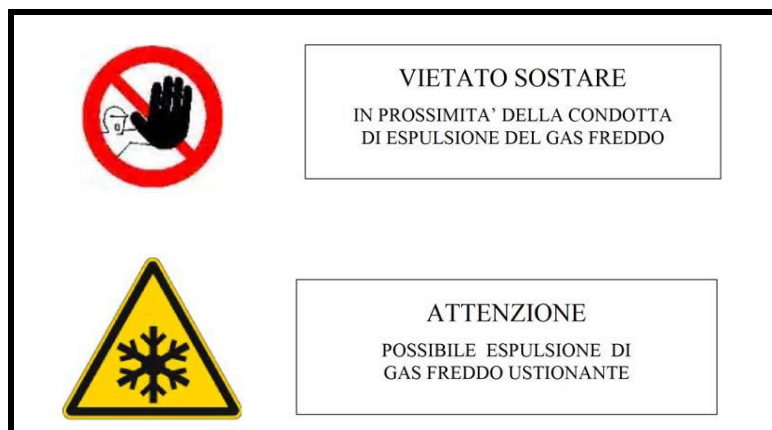 VIETATO SOSTARE
IN PROSSIMITA’ DELLA CONDOTTA
DI ESPULSIONE DEL GAS FREDDO
ATTENZIONE
POSSIBILE ESPULSIONE DI
GAS FREDDO USTIONANTE